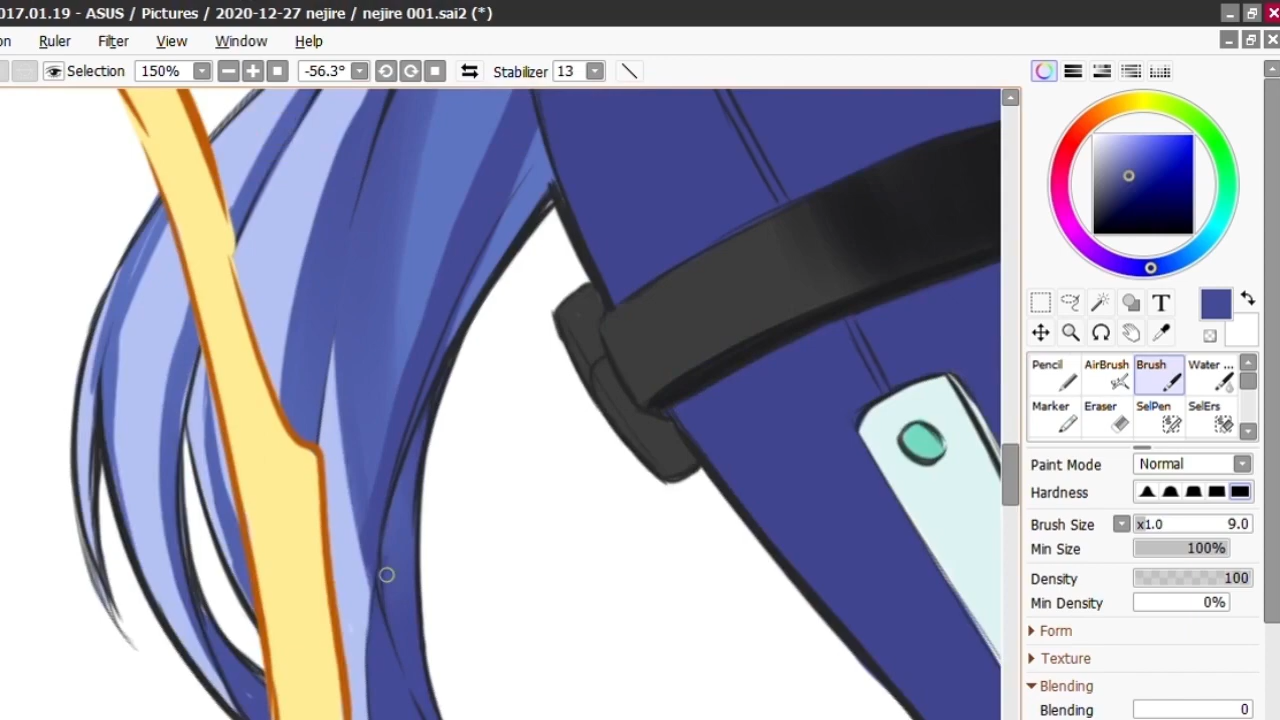 017.01.19 - ASUS / Pictures / 2020-12-27 nejire / nejire 001.sai2 (*)
on Ruler Filter View Window Help
Selection 150% -56.3° Stabilizer 13
T
Pencil AirBrush Brush Water ...
Marker Eraser SelPen SelErs
Paint Mode Normal
Hardness
Brush Size x1.0 9.0
Min Size 100%
Density 100
Min Density 0%
Form
Texture
Blending
Blending 0